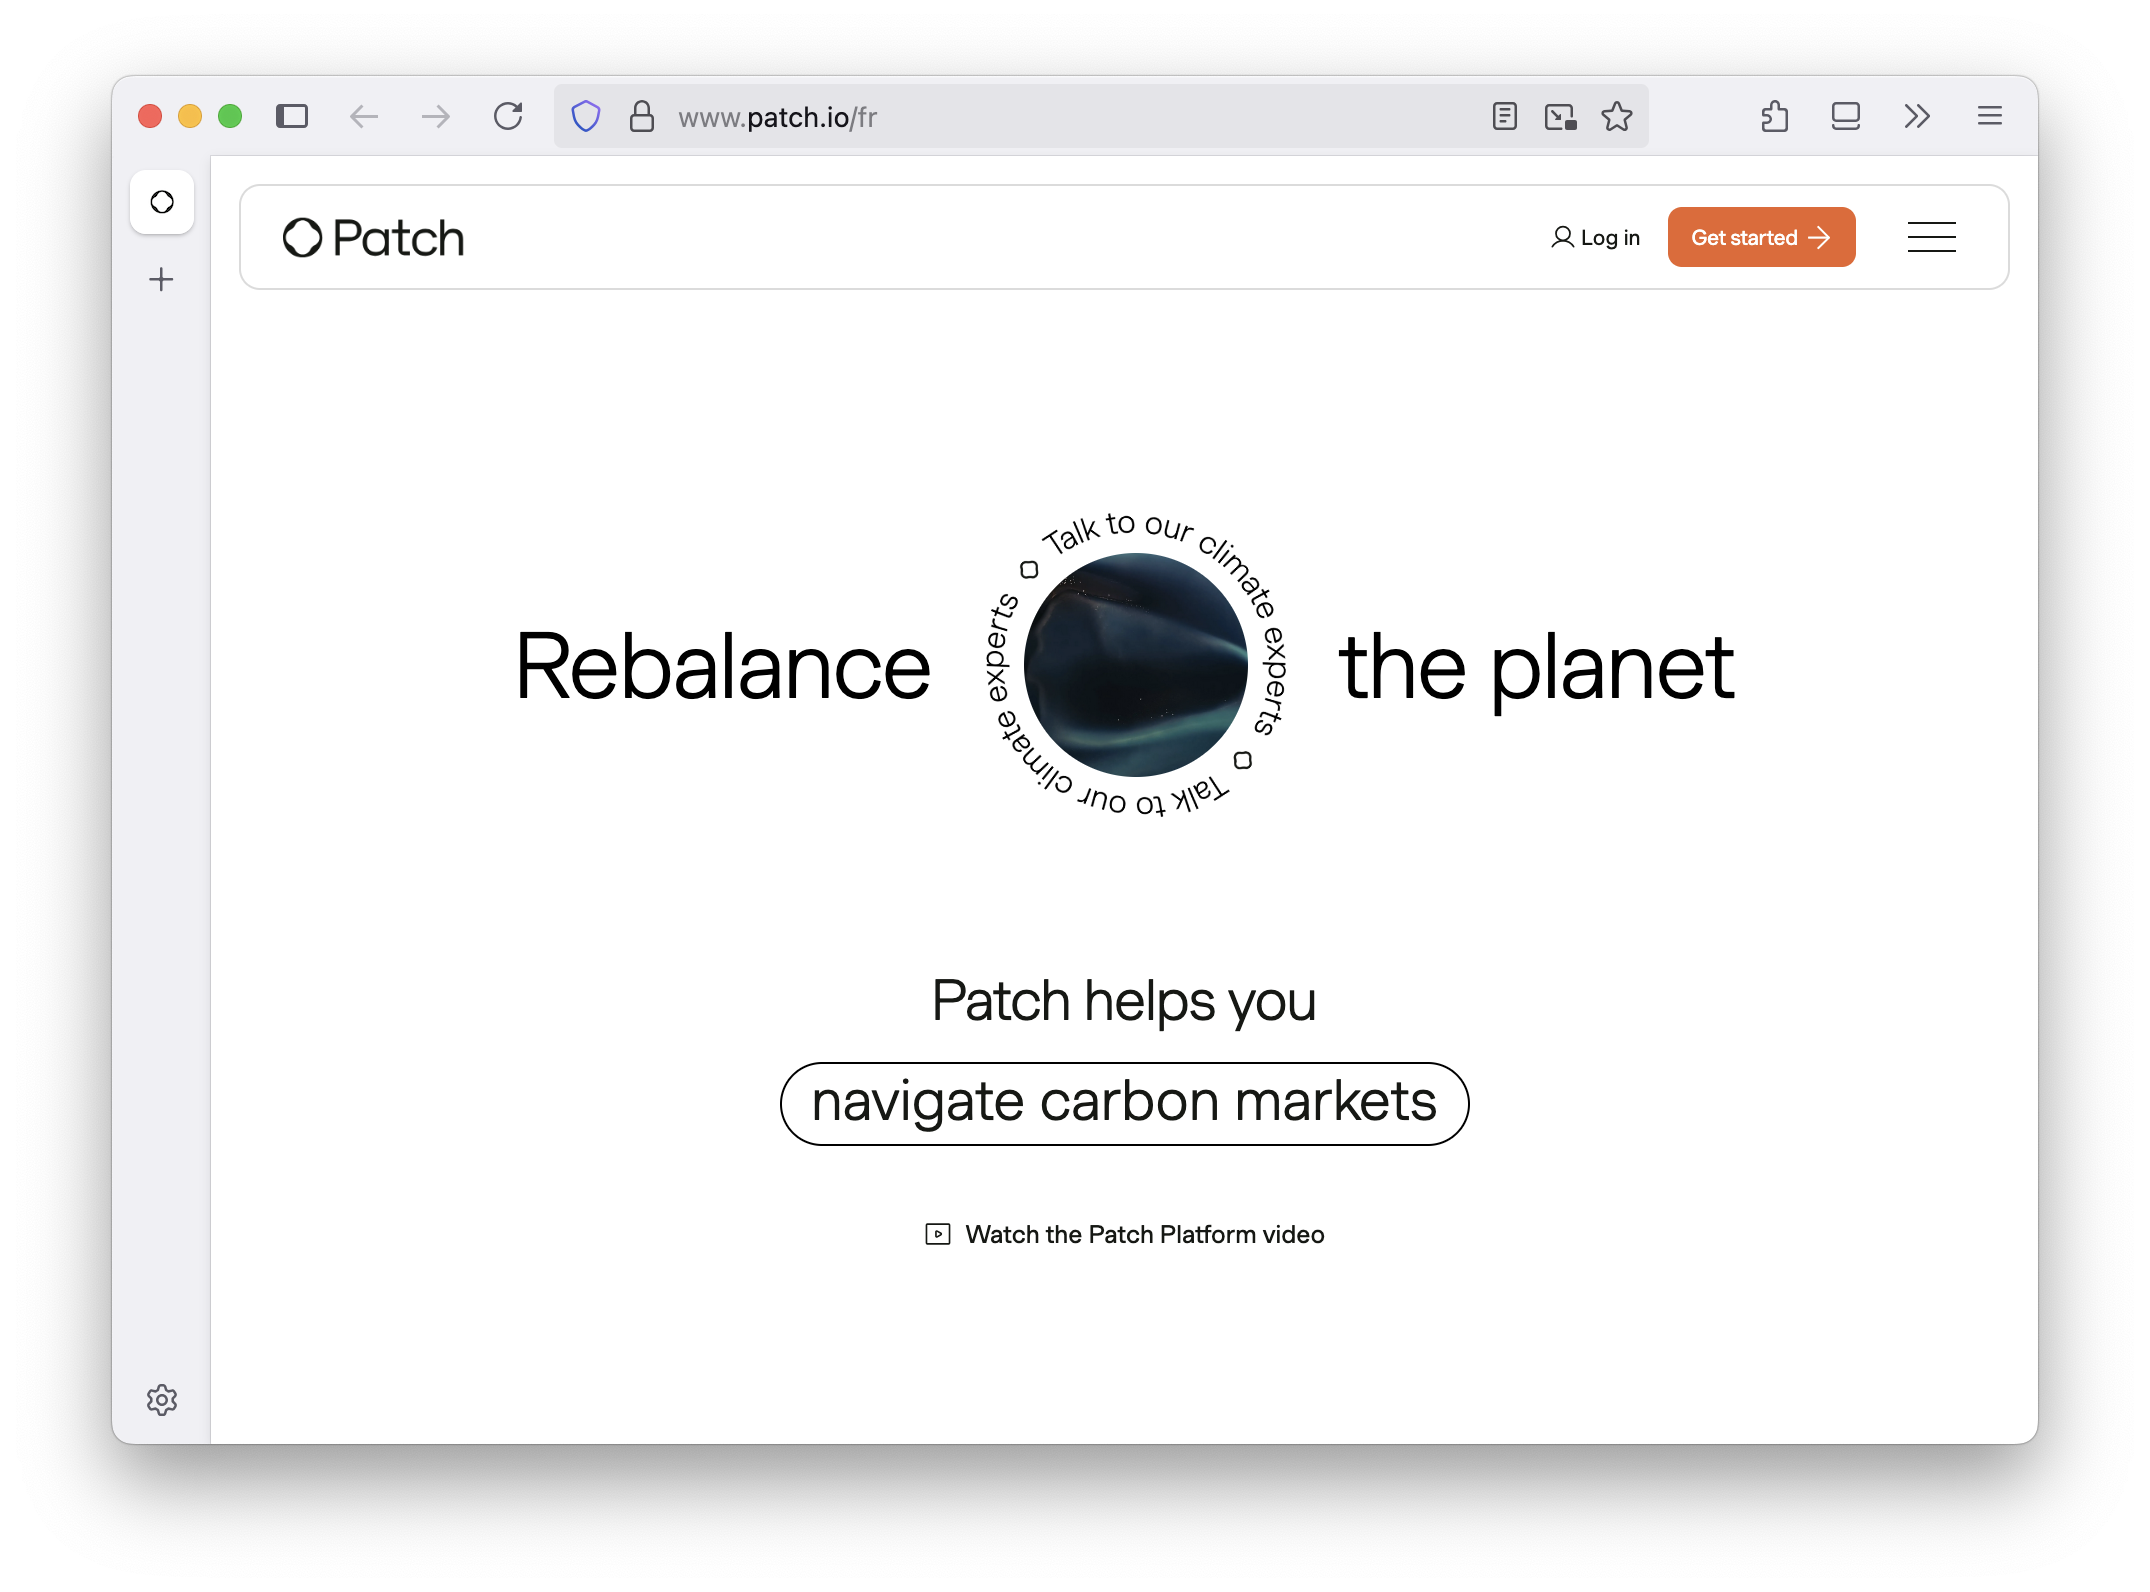 www.patch.io/fr
Patch
Log in
Get started
Talk to our climate experts
Talk to our climate experts
Rebalance
the planet
Patch helps you
navigate carbon markets
Watch the Patch Platform video